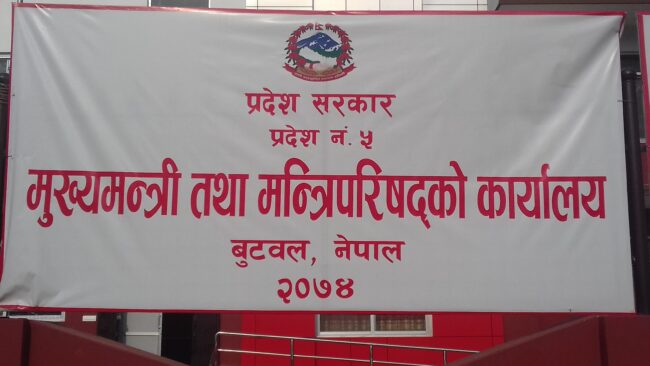 प्रदेश सरकार
प्रदेश नं. ५
मुख्यमन्त्री तथा मन्त्रिपरिषद्को कार्यालय
बुटवल, नेपाल
२०७४